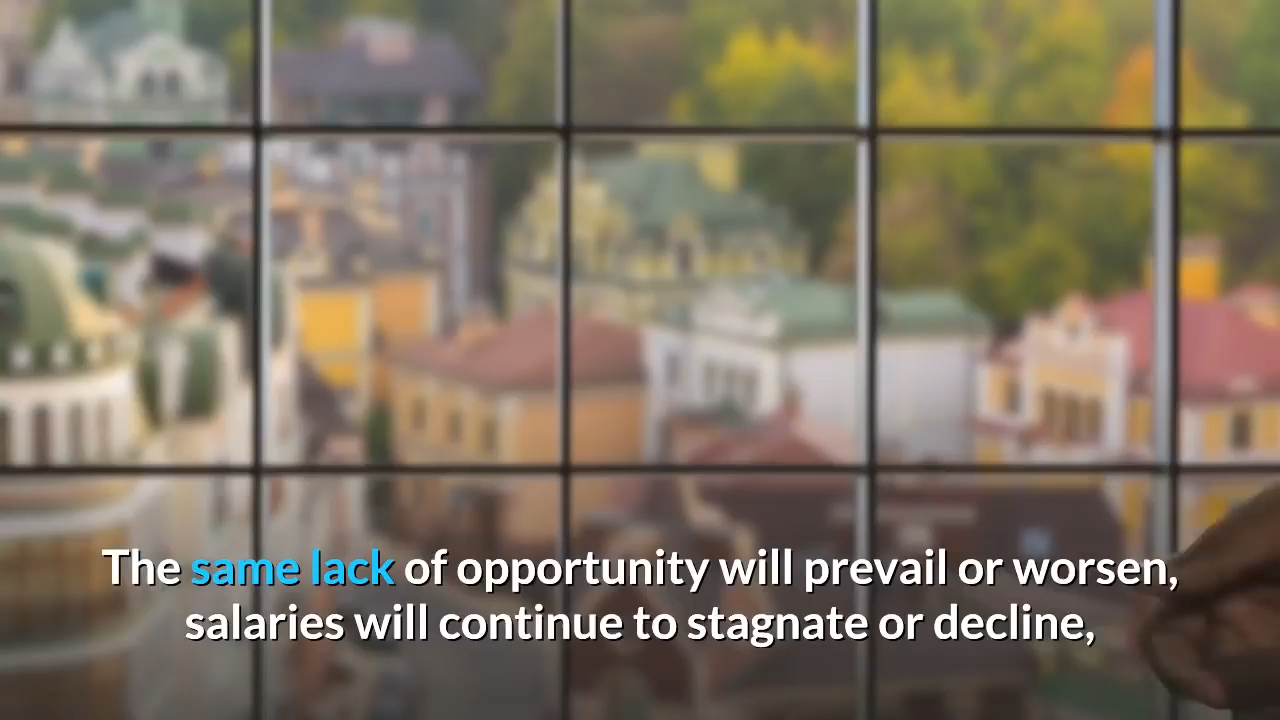 The same lack of opportunity will prevail or worsen,
salaries will continue to stagnate or decline,